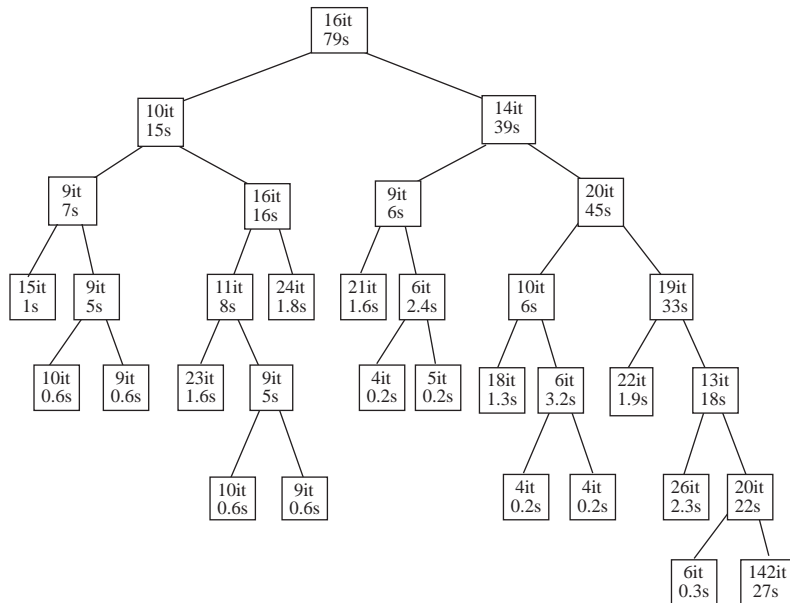 16it
79s
10it
15s
14it
39s
9it
7s
16it
16s
9it
6s
20it
45s
15it
1s
9it
5s
11it
8s
24it
1.8s
21it
1.6s
6it
2.4s
10it
6s
19it
33s
10it
0.6s
9it
0.6s
23it
1.6s
9it
5s
4it
0.2s
5it
0.2s
18it
1.3s
6it
3.2s
22it
1.9s
13it
18s
10it
0.6s
9it
0.6s
4it
0.2s
4it
0.2s
26it
2.3s
20it
22s
6it
0.3s
142it
27s